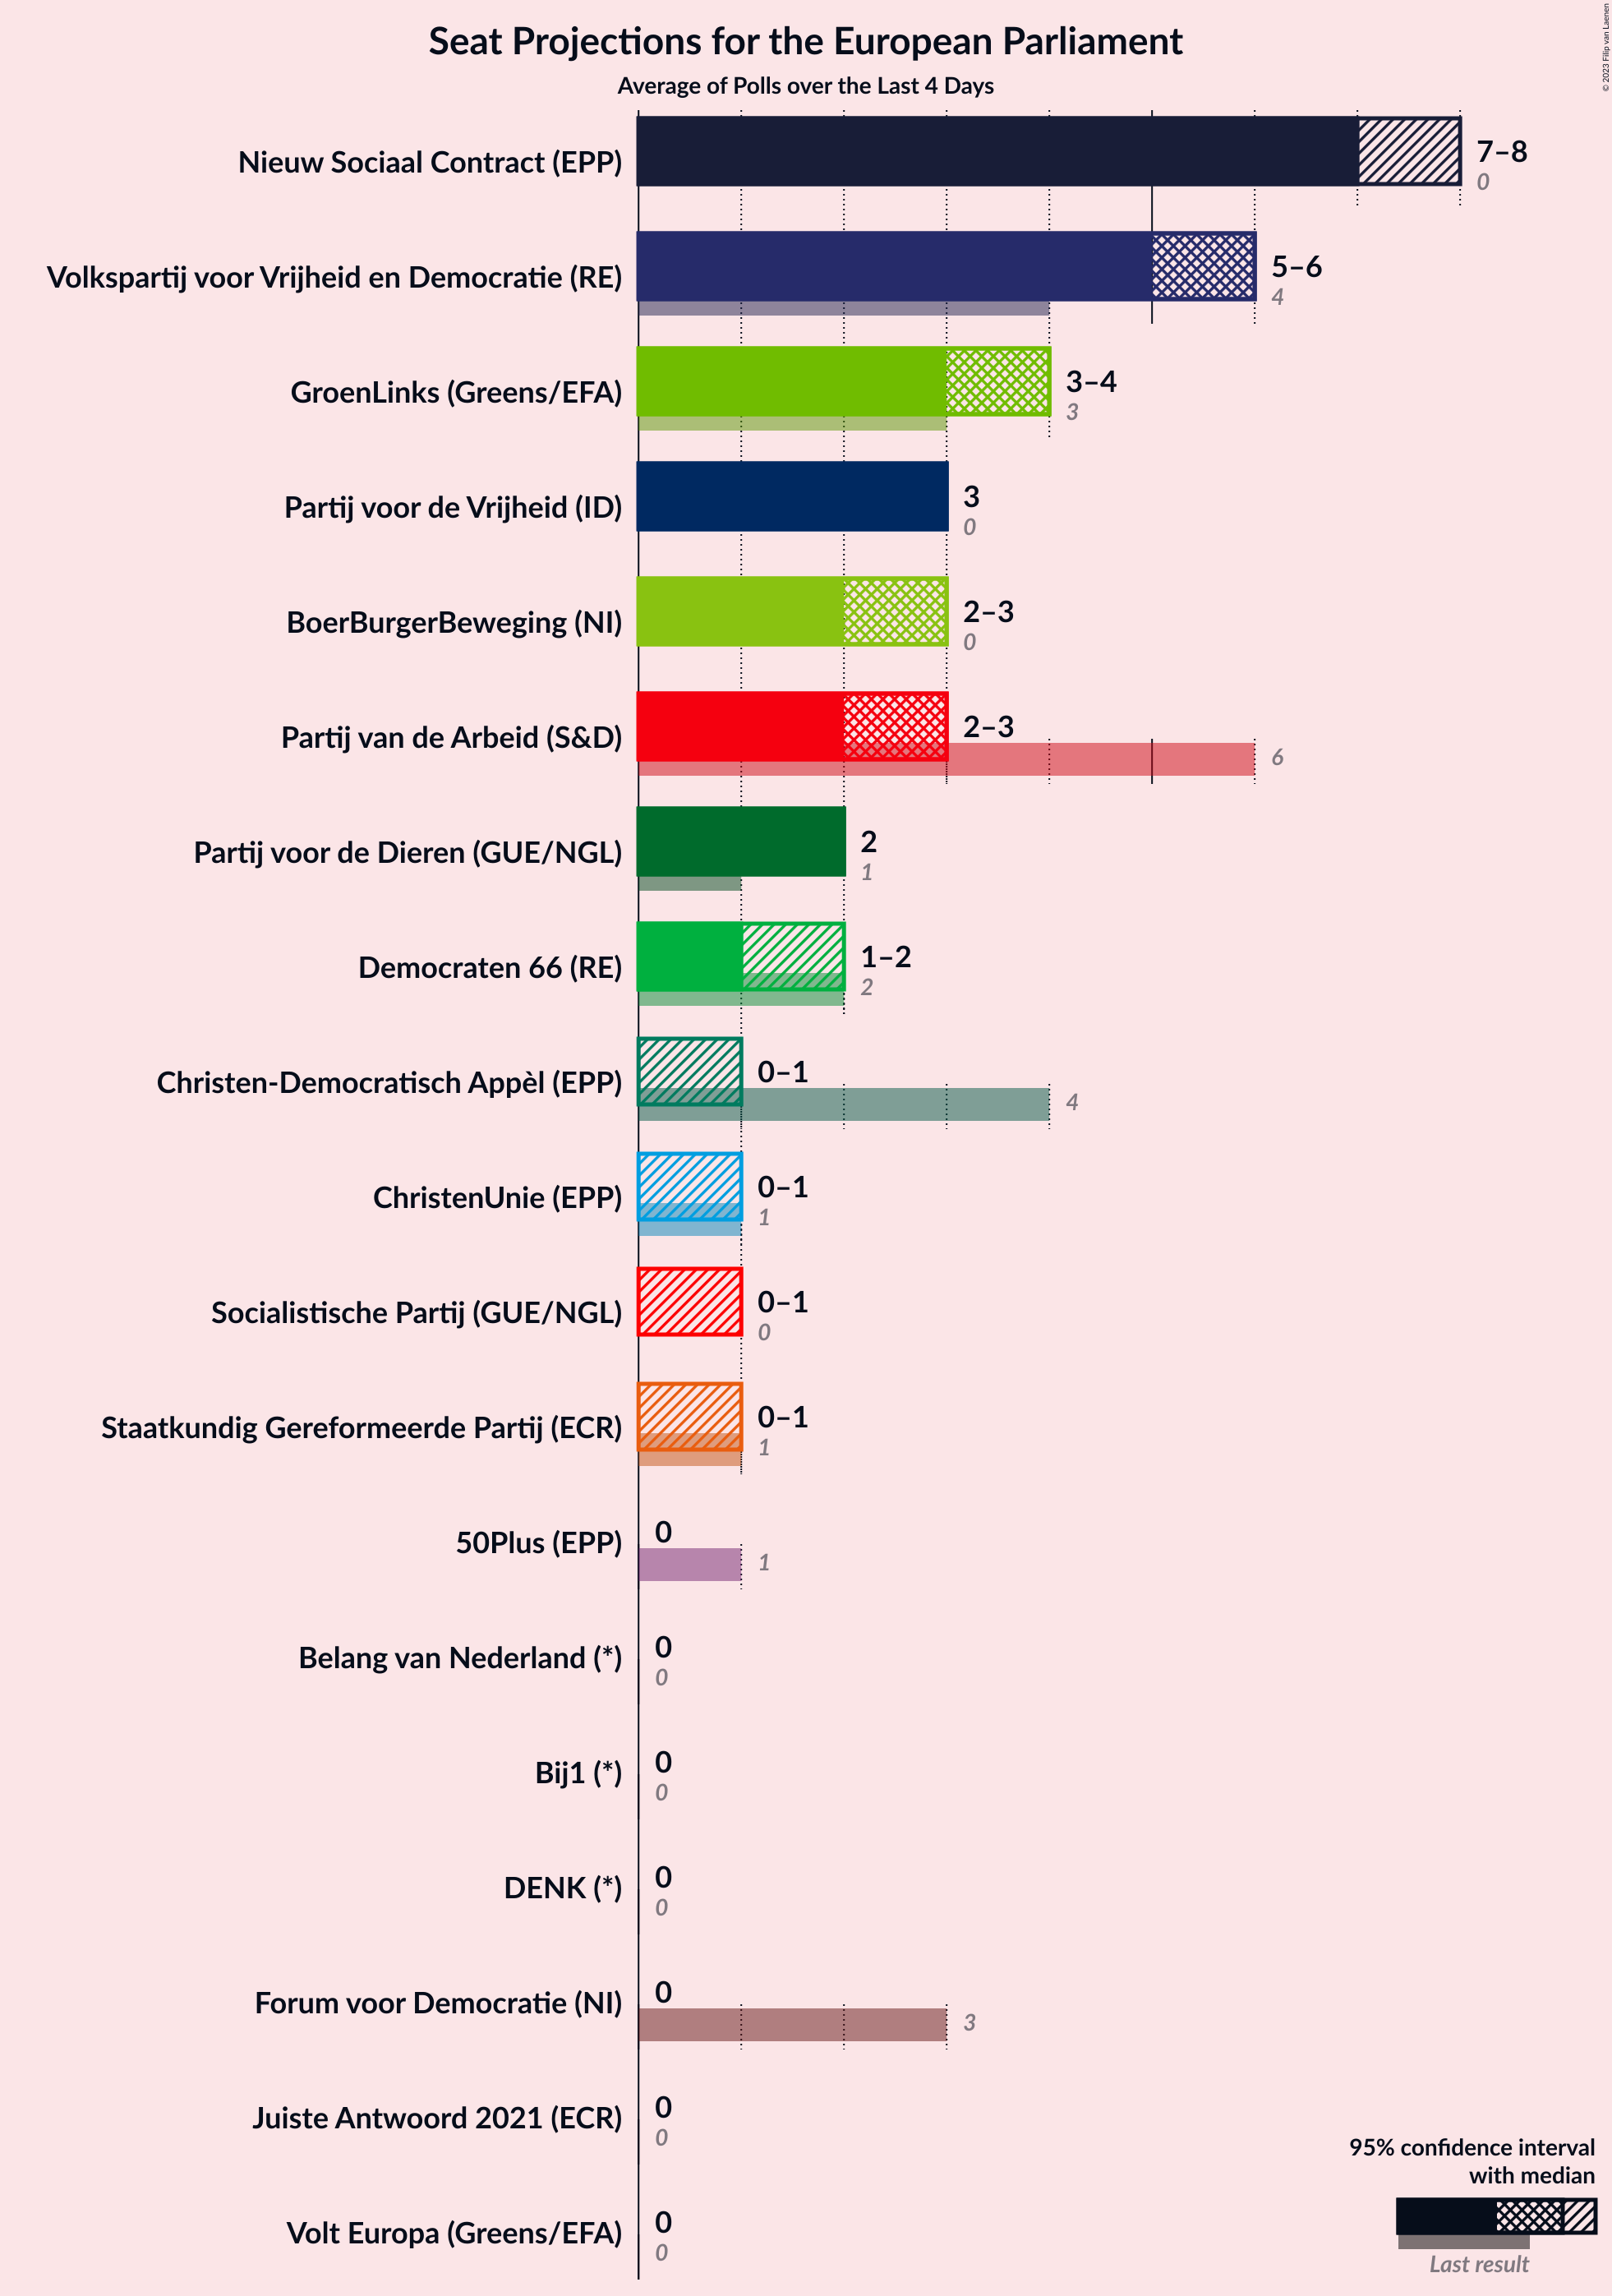 Seat Projections for the European Parliament
Average of Polls over the Last 4 Days
© 2023 Filip van Laenen
Nieuw Sociaal Contract (EPP)
7–8
0
Volkspartij voor Vrijheid en Democratie (RE)
5–6
4
GroenLinks (Greens/EFA)
3–4
3
Partij voor de Vrijheid (ID)
3
0
BoerBurgerBeweging (NI)
2–3
0
Partij van de Arbeid (S&D)
2–3
6
Partij voor de Dieren (GUE/NGL)
2
1
Democraten 66 (RE)
1–2
2
Christen-Democratisch Appèl (EPP)
0–1
4
ChristenUnie (EPP)
0–1
1
Socialistische Partij (GUE/NGL)
0–1
0
Staatkundig Gereformeerde Partij (ECR)
0–1
1
50Plus (EPP)
0
1
Belang van Nederland (*)
0
0
Bij1 (*)
0
0
DENK (*)
0
0
Forum voor Democratie (NI)
0
3
Juiste Antwoord 2021 (ECR)
0
0
Volt Europa (Greens/EFA)
0
0
95% confidence interval
with median
Last result